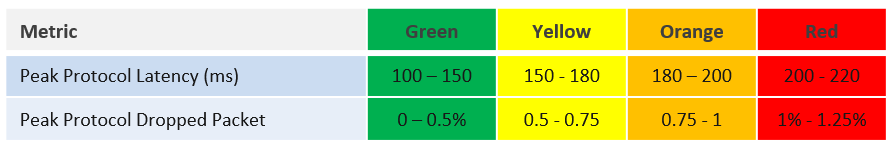 Metric Green Yellow Orange Red
Peak Protocol Latency (ms) 100 – 150 150 - 180 180 – 200 200 - 220
Peak Protocol Dropped Packet 0 – 0.5% 0.5 - 0.75 0.75 - 1 1% - 1.25%